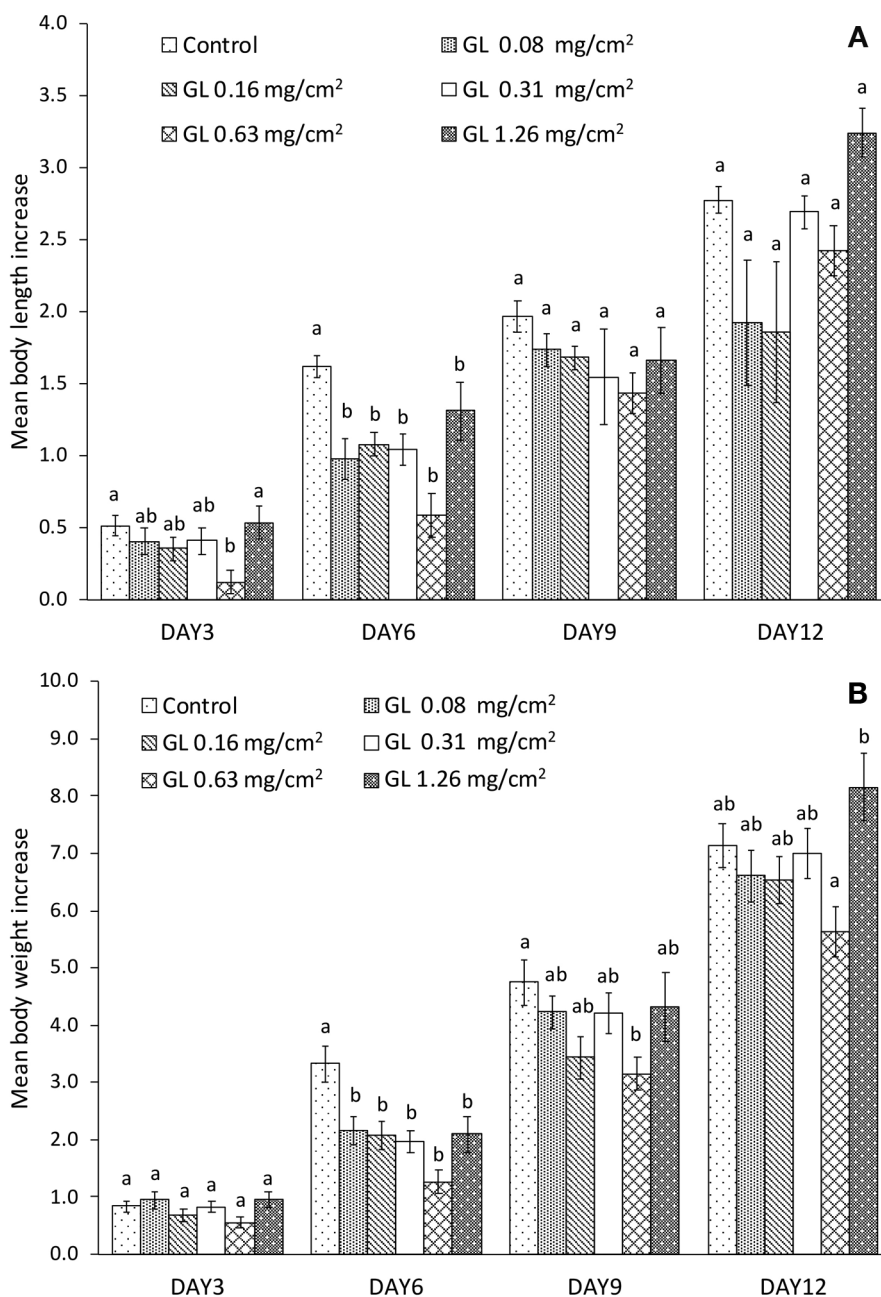 A
Control
GL 0.08 mg/cm²
GL 0.16 mg/cm²
GL 0.31 mg/cm²
GL 0.63 mg/cm²
GL 1.26 mg/cm²
Mean body length increase
4.0
3.5
3.0
2.5
2.0
1.5
1.0
0.5
0.0
a ab ab ab b a
a b b b b b
a a a a a a
a a a a a a
DAY3 DAY6 DAY9 DAY12
B
Control
GL 0.08 mg/cm²
GL 0.16 mg/cm²
GL 0.31 mg/cm²
GL 0.63 mg/cm²
GL 1.26 mg/cm²
Mean body weight increase
10.0
9.0
8.0
7.0
6.0
5.0
4.0
3.0
2.0
1.0
0.0
a a a a a a
a b b b b b
a ab ab ab b ab
ab ab ab ab a b
DAY3 DAY6 DAY9 DAY12